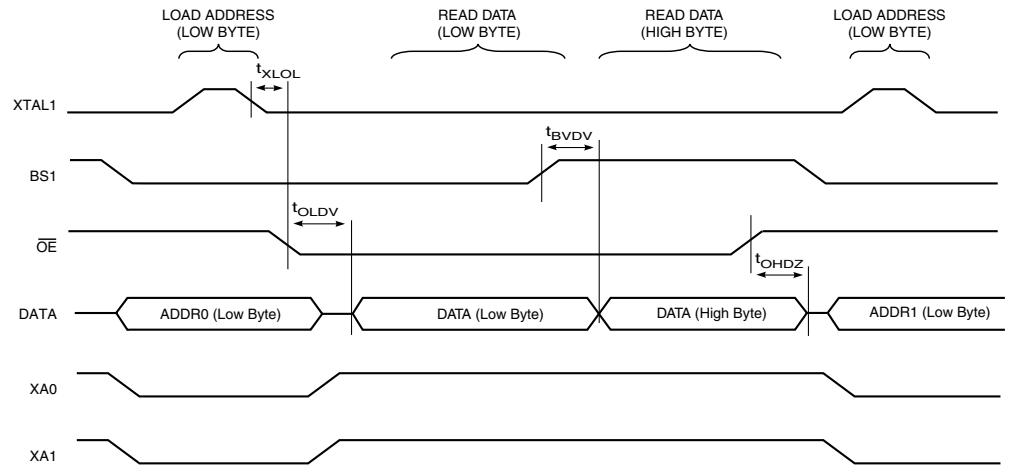 LOAD ADDRESS
(LOW BYTE)
READ DATA
(LOW BYTE)
READ DATA
(HIGH BYTE)
LOAD ADDRESS
(LOW BYTE)
tXLOL
XTAL1
tBVDV
BS1
tOLDV
OE
tOHDZ
DATA
ADDR0 (Low Byte)
DATA (Low Byte)
DATA (High Byte)
ADDR1 (Low Byte)
XA0
XA1